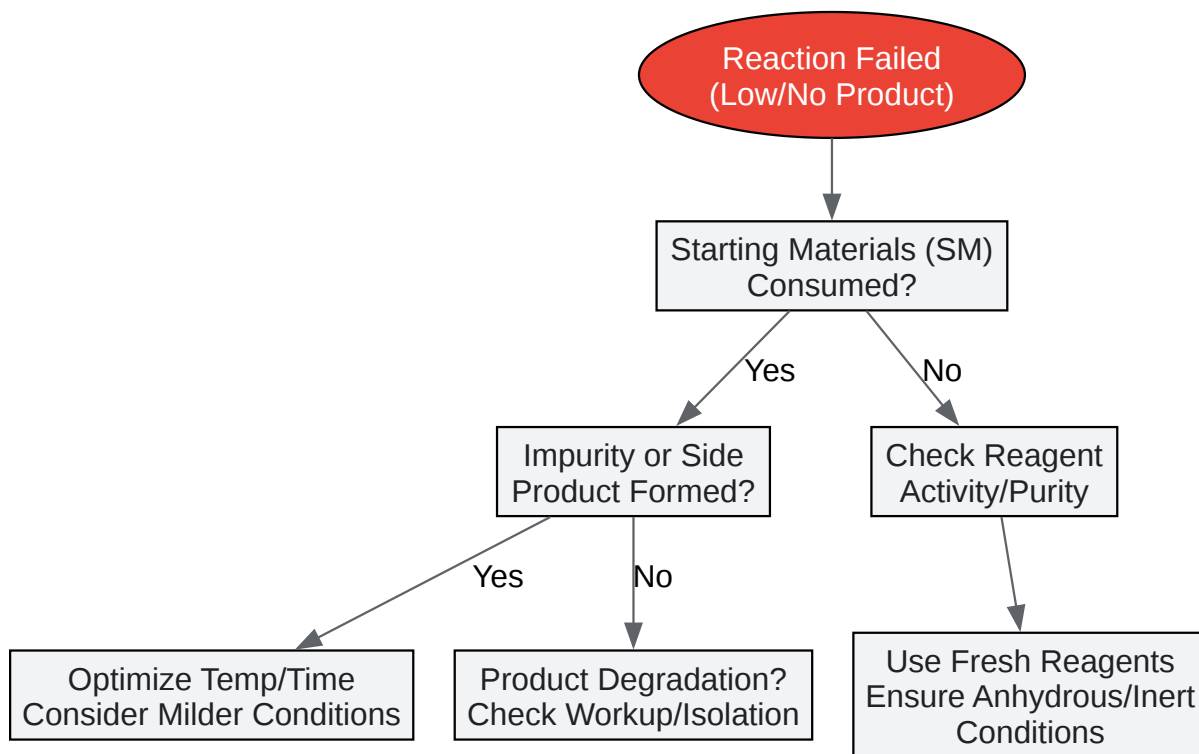 Reaction Failed
(Low/No Product)
Starting Materials (SM)
Consumed?
Yes
No
Impurity or Side
Product Formed?
Check Reagent
Activity/Purity
Yes
No
Optimize Temp/Time
Consider Milder Conditions
Product Degradation?
Check Workup/Isolation
Use Fresh Reagents
Ensure Anhydrous/Inert
Conditions